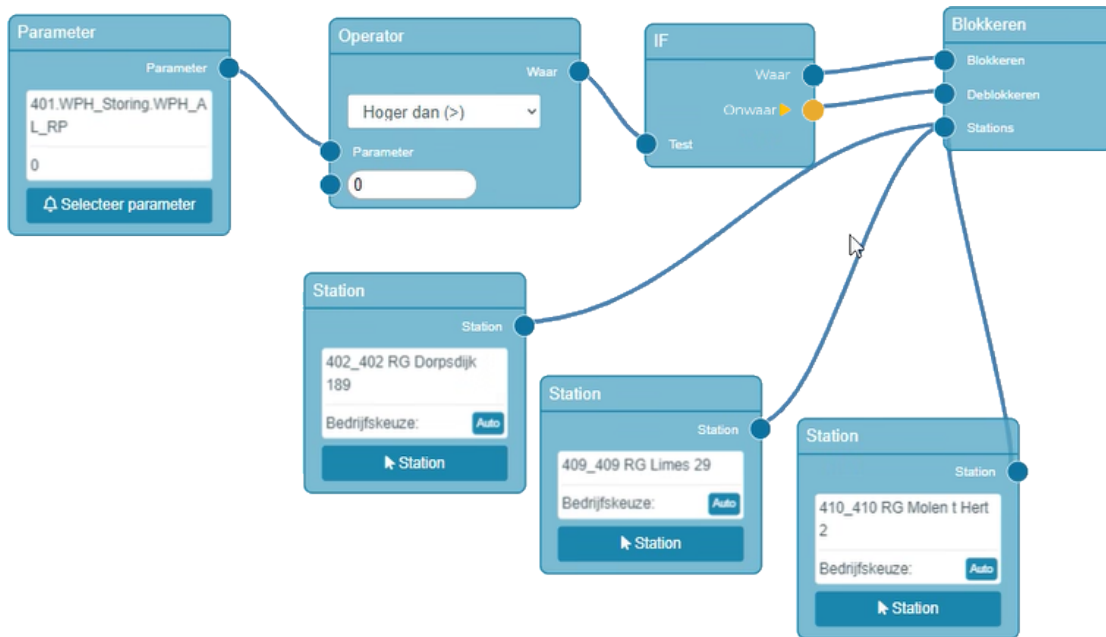 Parameter
Parameter
401.WPH_Storing.WPH_A
L_RP
0
Selecteer parameter
Operator
Waar
Hoger dan (>)
Parameter
0
IF
Waar
Onwaar
Test
Blokkeren
Blokkeren
Deblokkeren
Stations
Station
Station
402_402 RG Dorpsdijk
189
Bedrijfskeuze: Auto
Station
Station
Station
409_409 RG Limes 29
Bedrijfskeuze: Auto
Station
Station
Station
410_410 RG Molen t Hert
2
Bedrijfskeuze: Auto
Station